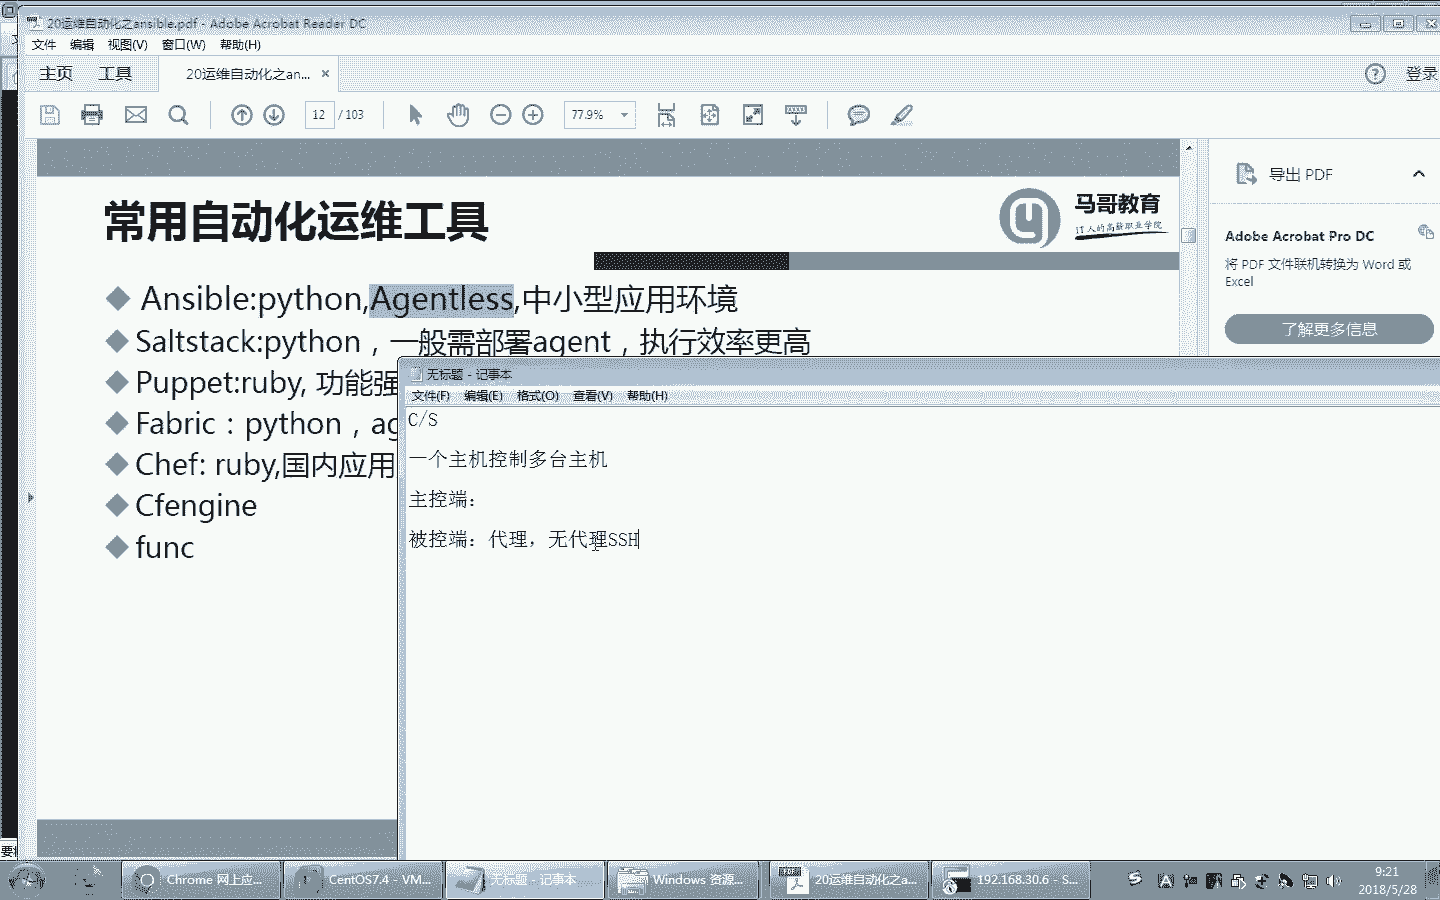 20运维自动化之ansible.pdf - Adobe Acrobat Reader DC
文件 编辑 视图(V) 窗口(W) 帮助(H)
主页 工具 20运维自动化之an... × 登录
12 / 103 77.9%
常用自动化运维工具
马哥教育
IT人的高薪职业学院
Ansible:python,Agentless,中小型应用环境
Saltstack:python，一般需部署agent，执行效率更高
Puppet:ruby, 功能强
Fabric：python，ag
Chef: ruby,国内应用
Cfengine
func
导出 PDF
Adobe Acrobat Pro DC
将 PDF 文件联机转换为 Word 或
Excel
了解更多信息
无标题 - 记事本
文件(F) 编辑(E) 格式(O) 查看(V) 帮助(H)
C/S
一个主机控制多台主机
主控端：
被控端：代理，无代理SSH
Chrome 网上应... CentOS7.4 - VM... 无标题 - 记事本 Windows 资源... 20运维自动化之a... 192.168.30.6 - S...
9:21
2018/5/28